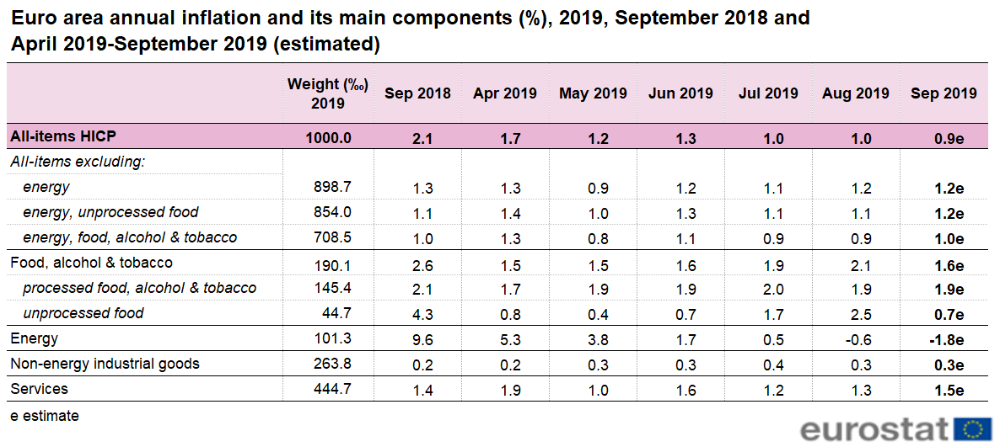 Euro area annual inflation and its main components (%), 2019, September 2018 and
April 2019-September 2019 (estimated)
Weight (‰) 2019 Sep 2018 Apr 2019 May 2019 Jun 2019 Jul 2019 Aug 2019 Sep 2019
All-items HICP 1000.0 2.1 1.7 1.2 1.3 1.0 1.0 0.9e
All-items excluding:
energy 898.7 1.3 1.3 0.9 1.2 1.1 1.2 1.2e
energy, unprocessed food 854.0 1.1 1.4 1.0 1.3 1.1 1.1 1.2e
energy, food, alcohol & tobacco 708.5 1.0 1.3 0.8 1.1 0.9 0.9 1.0e
Food, alcohol & tobacco 190.1 2.6 1.5 1.5 1.6 1.9 2.1 1.6e
processed food, alcohol & tobacco 145.4 2.1 1.7 1.9 1.9 2.0 1.9 1.9e
unprocessed food 44.7 4.3 0.8 0.4 0.7 1.7 2.5 0.7e
Energy 101.3 9.6 5.3 3.8 1.7 0.5 -0.6 -1.8e
Non-energy industrial goods 263.8 0.2 0.2 0.3 0.3 0.4 0.3 0.3e
Services 444.7 1.4 1.9 1.0 1.6 1.2 1.3 1.5e
e estimate
eurostat